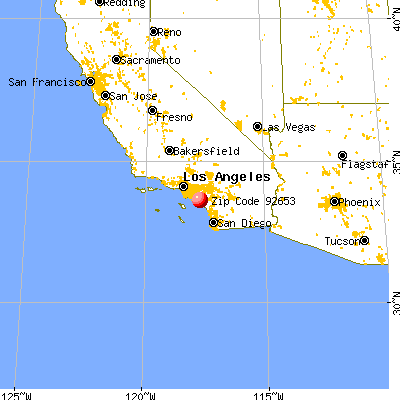 Redding
Reno
40°N
Sacramento
San Francisco
San Jose
Fresno
Las Vegas
Bakersfield
35°N
Flagstaff
Los Angeles
Zip Code 92653
Phoenix
San Diego
Tucson
30°N
125°W
120°W
115°W